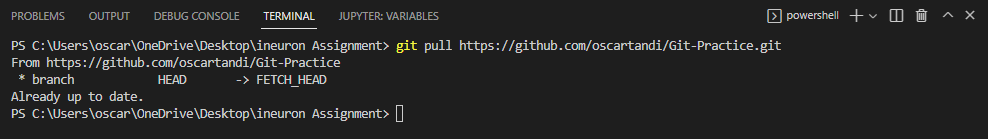 PROBLEMS OUTPUT DEBUG CONSOLE TERMINAL JUPYTER: VARIABLES powershell
PS C:\Users\oscar\OneDrive\Desktop\ineuron Assignment> git pull https://github.com/oscartandi/Git-Practice.git
From https://github.com/oscartandi/Git-Practice
 * branch            HEAD       -> FETCH_HEAD
Already up to date.
PS C:\Users\oscar\OneDrive\Desktop\ineuron Assignment>